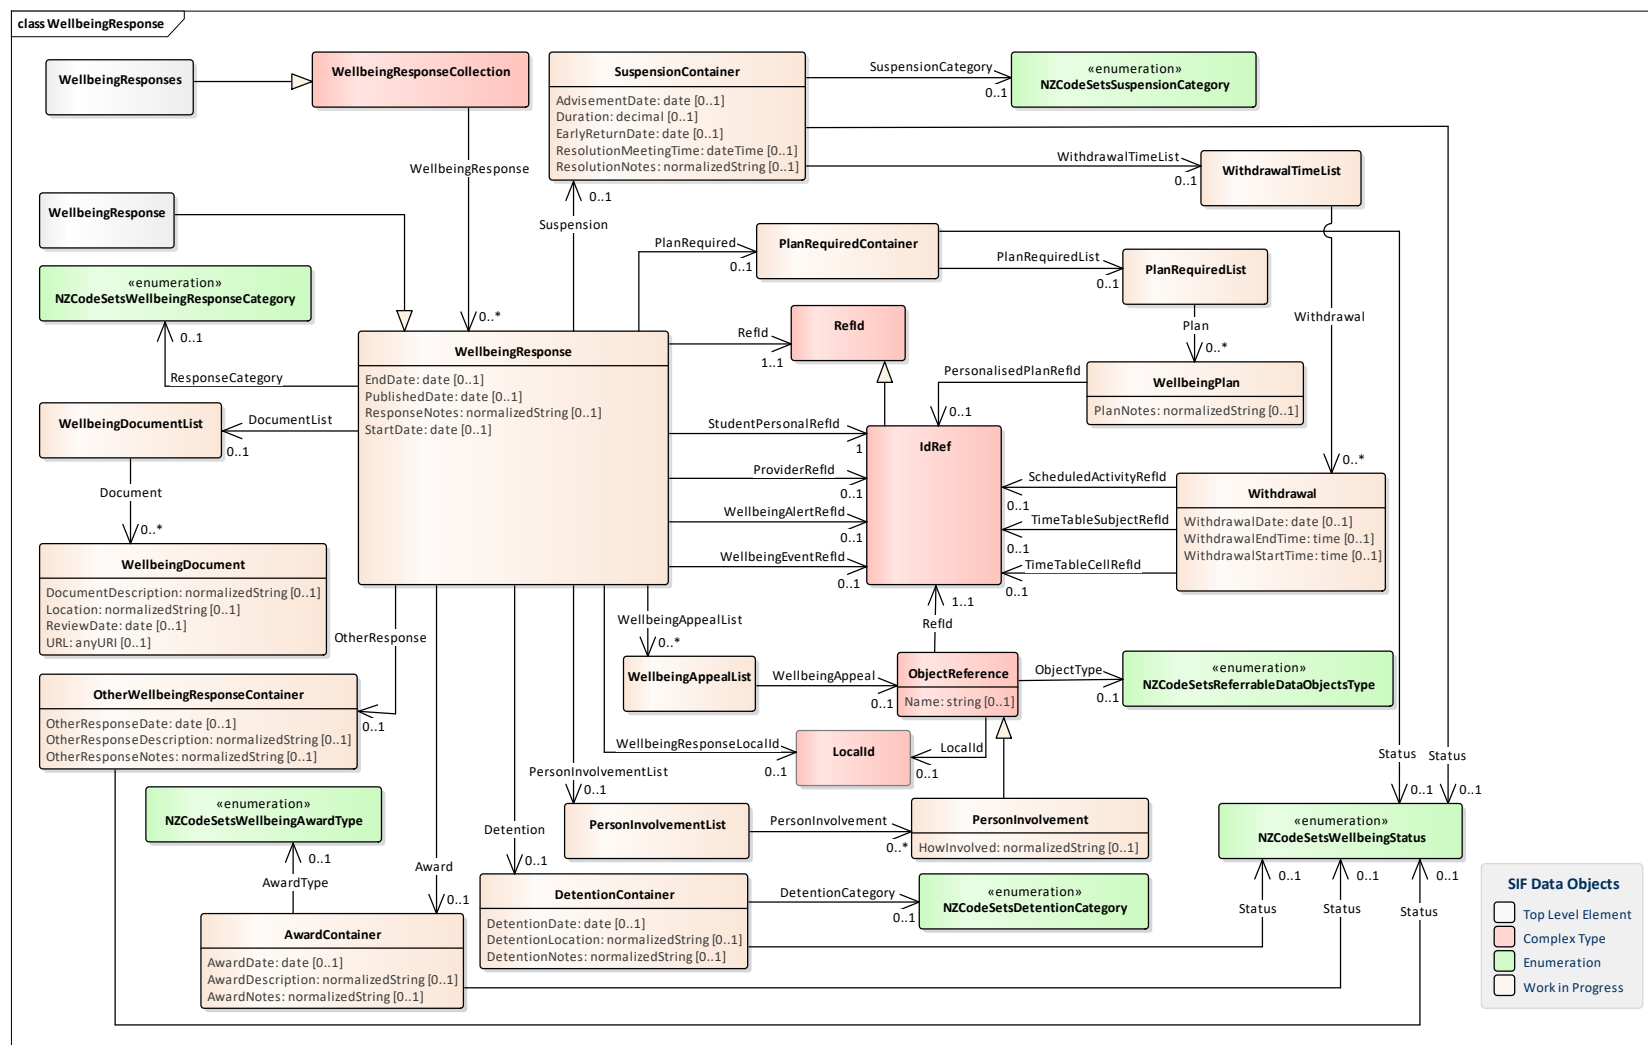 class WellbeingResponse
WellbeingResponses
WellbeingResponseCollection
WellbeingResponse
SuspensionContainer
AdvisementDate: date [0..1]
Duration: decimal [0..1]
EarlyReturnDate: date [0..1]
ResolutionMeetingTime: dateTime [0..1]
ResolutionNotes: normalizedString [0..1]
SuspensionCategory
0..1
«enumeration»
NZCodeSetsSuspensionCategory
WithdrawalTimeList
0..1
WithdrawalTimeList
0..1
Suspension
WellbeingResponse
PlanRequired
0..1
PlanRequiredContainer
PlanRequiredList
0..1
PlanRequiredList
Plan
0..*
Withdrawal
0..*
«enumeration»
NZCodeSetsWellbeingResponseCategory
0..1
ResponseCategory
0..*
WellbeingResponse
EndDate: date [0..1]
PublishedDate: date [0..1]
ResponseNotes: normalizedString [0..1]
StartDate: date [0..1]
RefId
1..1
RefId
PersonalisedPlanRefId
0..1
WellbeingPlan
PlanNotes: normalizedString [0..1]
WellbeingDocumentList
DocumentList
0..1
StudentPersonalRefId
1
ProviderRefId
0..1
WellbeingAlertRefId
0..1
WellbeingEventRefId
0..1
IdRef
ScheduledActivityRefId
0..1
TimeTableSubjectRefId
0..1
TimeTableCellRefId
0..1
Withdrawal
WithdrawalDate: date [0..1]
WithdrawalEndTime: time [0..1]
WithdrawalStartTime: time [0..1]
Document
0..*
WellbeingDocument
DocumentDescription: normalizedString [0..1]
Location: normalizedString [0..1]
ReviewDate: date [0..1]
URL: anyURI [0..1]
OtherResponse
0..1
WellbeingAppealList
0..*
WellbeingAppealList
WellbeingAppeal
0..1
1..1
RefId
ObjectReference
Name: string [0..1]
ObjectType
0..1
«enumeration»
NZCodeSetsReferrableDataObjectsType
OtherWellbeingResponseContainer
OtherResponseDate: date [0..1]
OtherResponseDescription: normalizedString [0..1]
OtherResponseNotes: normalizedString [0..1]
WellbeingResponseLocalId
0..1
LocalId
LocalId
0..1
PersonInvolvementList
0..1
Status
0..1
Status
0..1
«enumeration»
NZCodeSetsWellbeingAwardType
0..1
AwardType
Award
0..1
Detention
0..1
PersonInvolvementList
PersonInvolvement
0..*
PersonInvolvement
HowInvolved: normalizedString [0..1]
«enumeration»
NZCodeSetsWellbeingStatus
DetentionContainer
DetentionDate: date [0..1]
DetentionLocation: normalizedString [0..1]
DetentionNotes: normalizedString [0..1]
DetentionCategory
0..1
«enumeration»
NZCodeSetsDetentionCategory
0..1
Status
0..1
Status
0..1
Status
AwardContainer
AwardDate: date [0..1]
AwardDescription: normalizedString [0..1]
AwardNotes: normalizedString [0..1]
SIF Data Objects
Top Level Element
Complex Type
Enumeration
Work in Progress